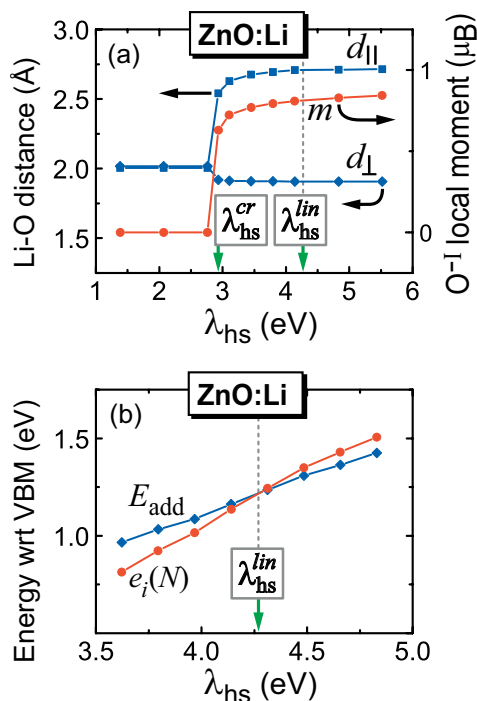 ZnO:Li
(a)
Li-O distance (Å)
3.0
2.5
2.0
1.5
d||
m
d⊥
λhs^cr
λhs^lin
1
0
O⁻ᴵ local moment (μB)
1 2 3 4 5 6
λhs (eV)
ZnO:Li
(b)
Energy wrt VBM (eV)
1.5
1.0
0.5
Eadd
ei(N)
λhs^lin
3.5 4.0 4.5 5.0
λhs (eV)